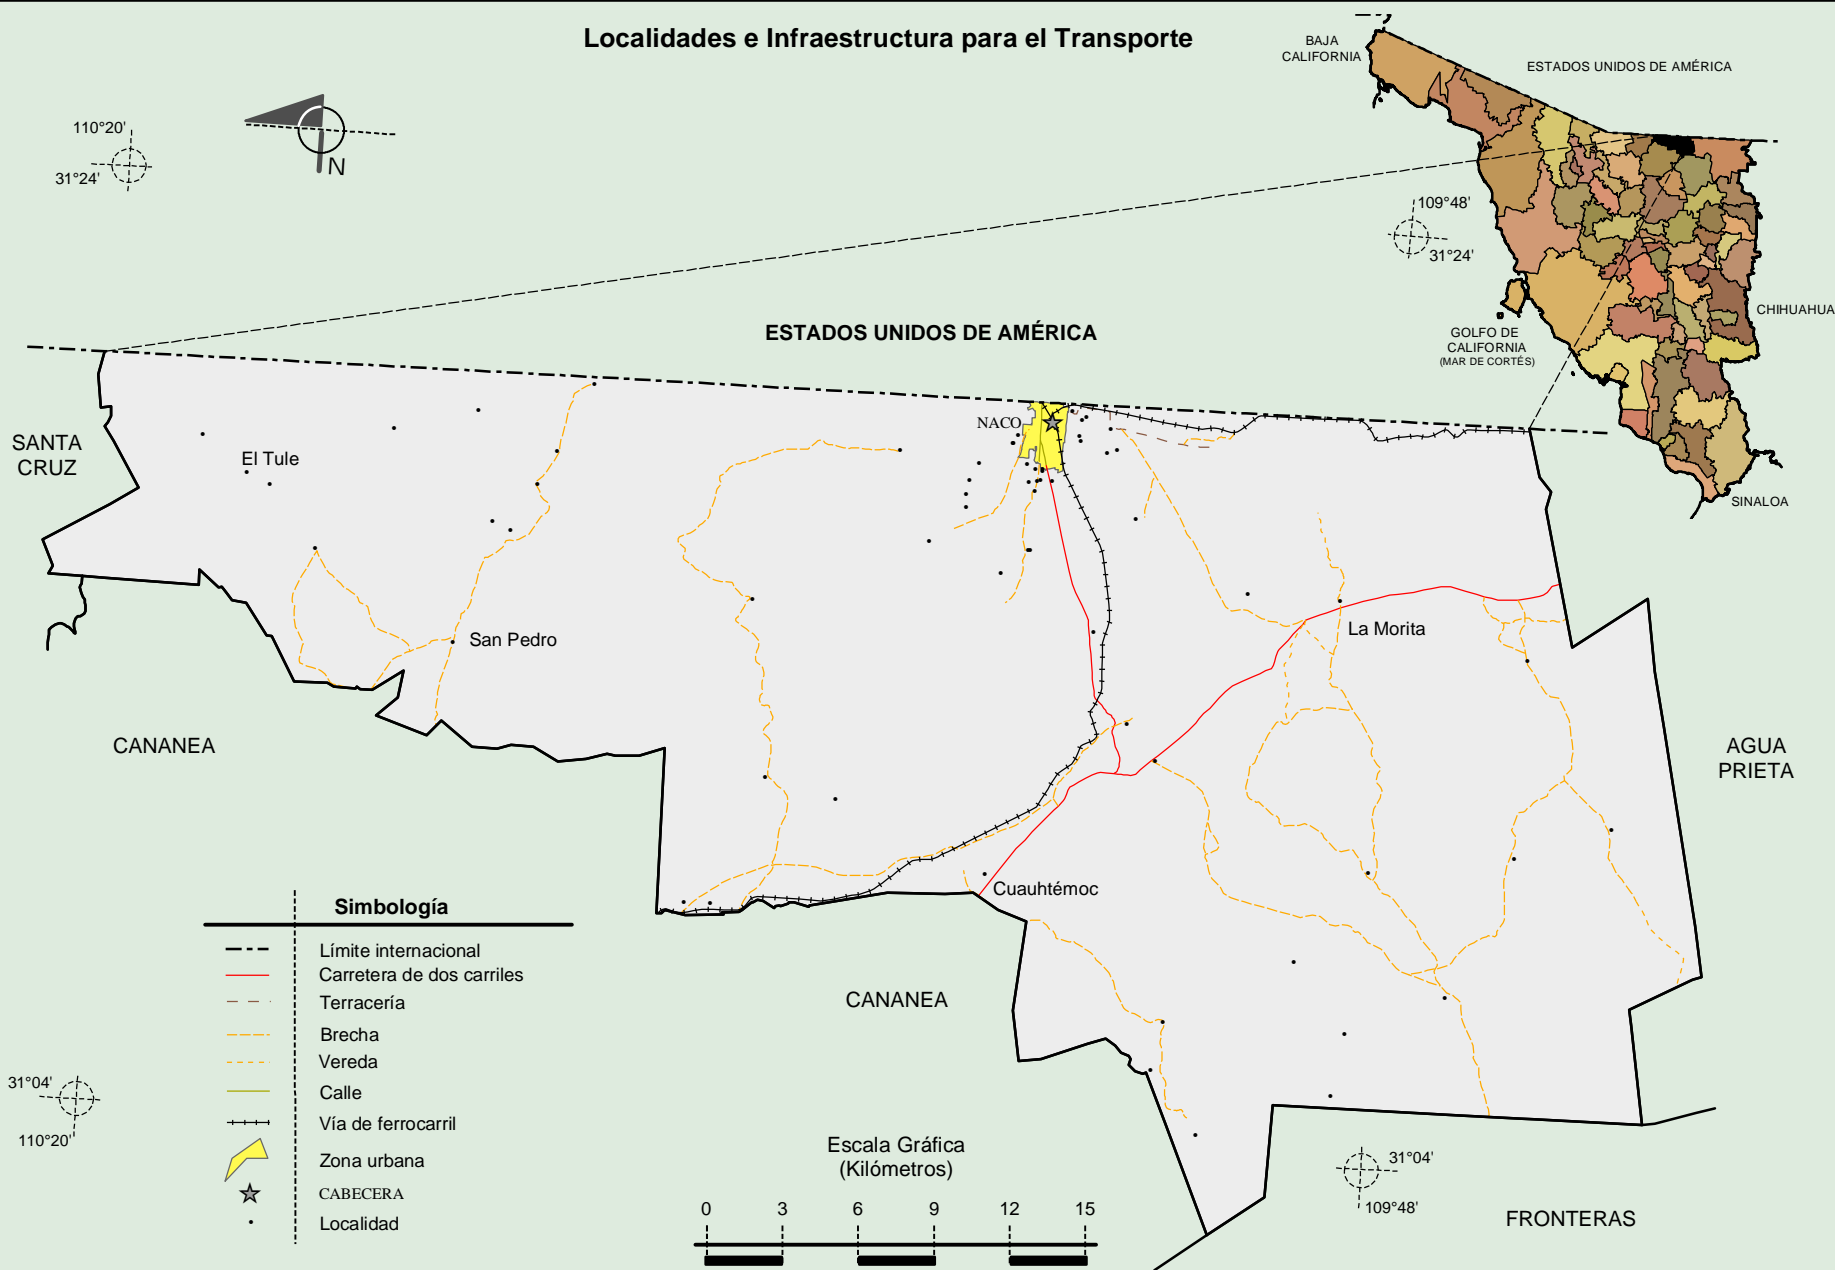 Localidades e Infraestructura para el Transporte
BAJA
CALIFORNIA
ESTADOS UNIDOS DE AMÉRICA
110°20'
31°24'
N
109°48'
31°24'
CHIHUAHUA
GOLFO DE
CALIFORNIA
(MAR DE CORTÉS)
SINALOA
ESTADOS UNIDOS DE AMÉRICA
SANTA
CRUZ
NACO
El Tule
San Pedro
La Morita
CANANEA
AGUA
PRIETA
Cuauhtémoc
CANANEA
Simbología
Límite internacional
Carretera de dos carriles
Terracería
Brecha
Vereda
Calle
Vía de ferrocarril
Zona urbana
CABECERA
Localidad
31°04'
110°20'
Escala Gráfica
(Kilómetros)
0 3 6 9 12 15
31°04'
109°48'
FRONTERAS